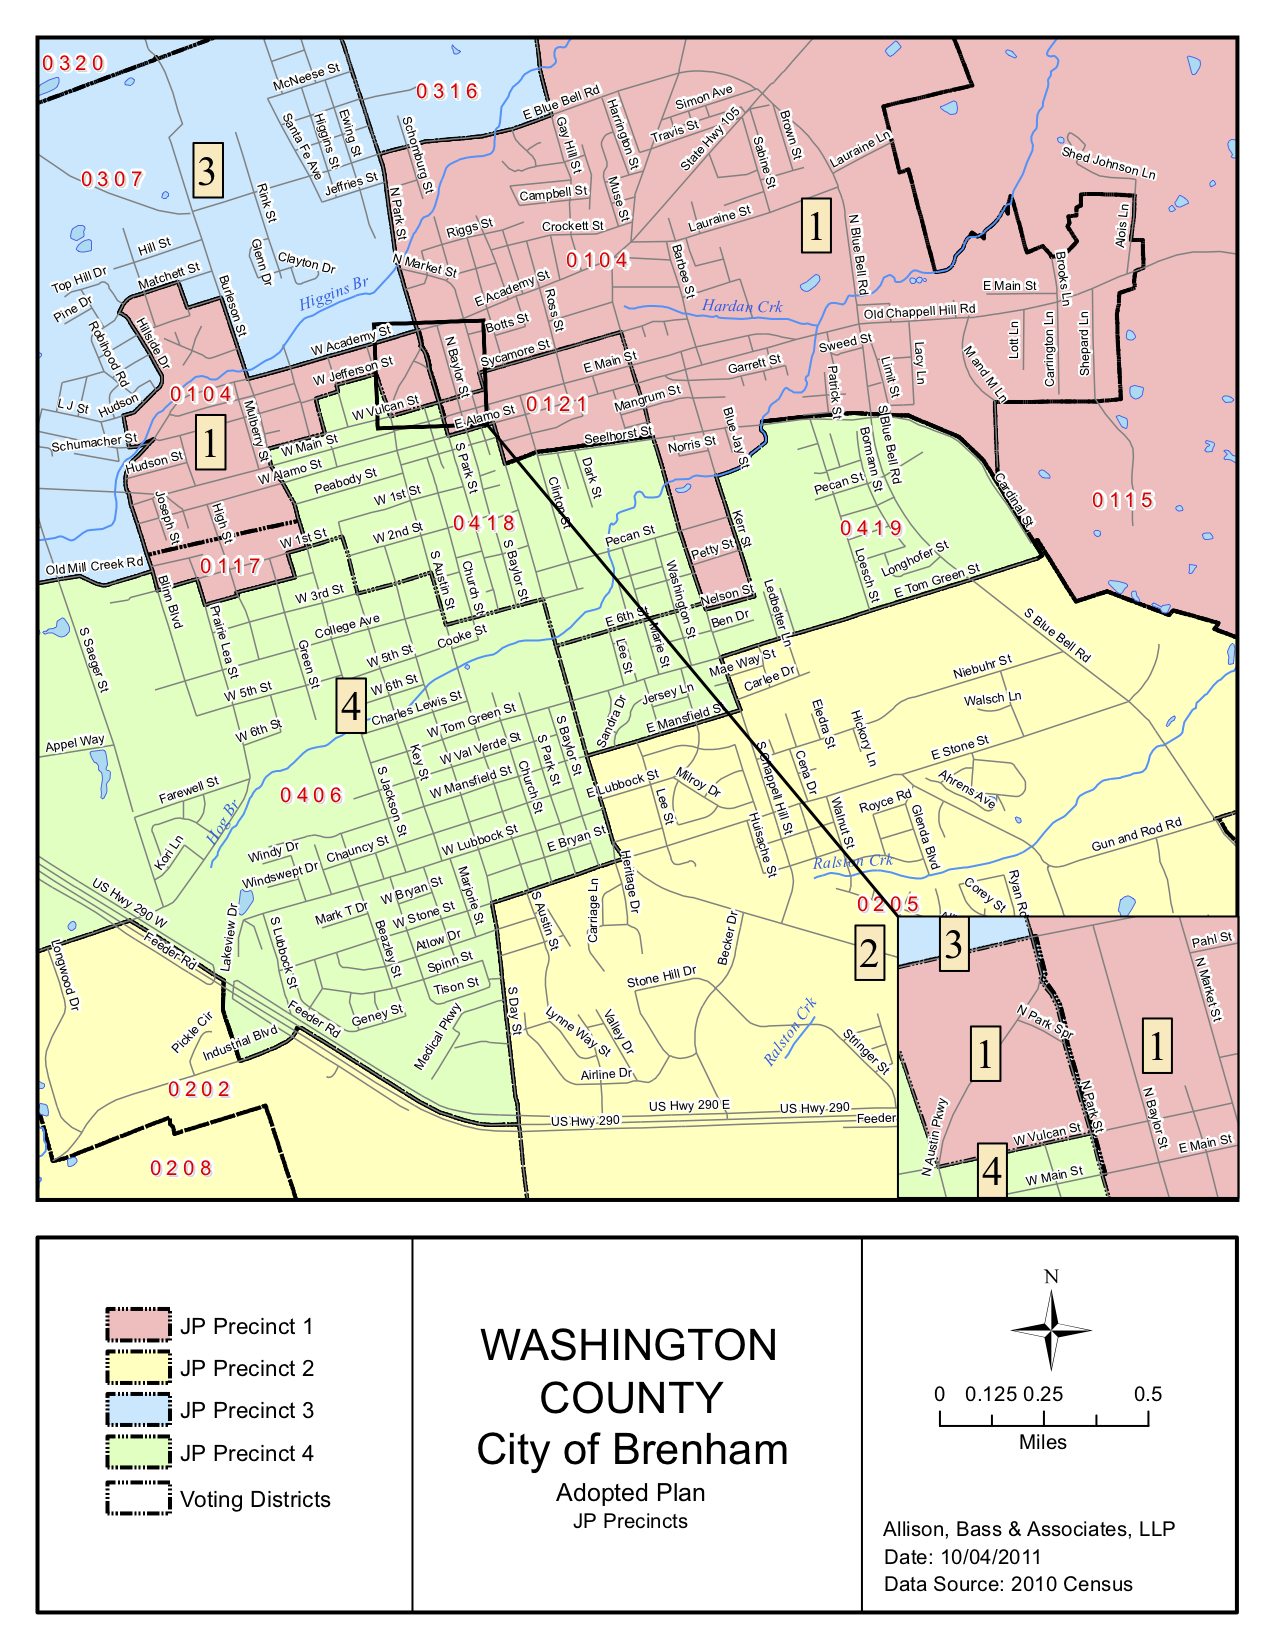 0320
McNeese St
0316
E Blue Bell Rd
Simon Ave
Harrington St
Travis St
State Hwy 105
Brown St
Gay Hill St
Ewing St
Higgins St
Santa Fe Ave
Schomburg St
Sabine St
Lauraine Ln
Shed Johnson Ln
3
0307
Jeffries St
Rink St
N Park St
Campbell St
Muse St
Crockett St
Lauraine St
1
N Blue Bell Rd
Alois Ln
Riggs St
Hill St
Glenn Dr
Clayton Dr
N Market St
0104
Barbee St
Brooks Ln
Top Hill Dr
Matchett St
Burleson St
Higgins Br
E Academy St
Ross St
Hardan Crk
E Main St
Old Chappell Hill Rd
Pine Dr
Robihood Rd
Hillside Dr
W Academy St
Botts St
N Baylor St
Sycamore St
E Main St
Garrett St
Sweed St
Lacy Ln
Limit St
Patrick St
M and M Ln
Lott Ln
Carrington Ln
Shepard Ln
W Jefferson St
0104
L J St
Hudson
W Vulcan St
0121
E Alamo St
Mangrum St
Seelhorst St
Norris St
Blue Jay St
S Blue Bell Rd
Bormann St
Mulberry St
1
Schumacher St
W Main St
Hudson St
W Alamo St
Peabody St
S Park St
Dark St
Clinton St
Pecan St
Cardinal St
0115
W 1st St
Joseph St
High St
0418
W 2nd St
W 1st St
Pecan St
Kerr St
0419
Petty St
Longhofer St
Loesch St
Old Mill Creek Rd
0117
S Austin St
Church St
S Baylor St
Washington St
Nelson St
E Tom Green St
Blinn Blvd
W 3rd St
Prairie Lea St
College Ave
Cooke St
E 6th St
Marie St
Ben Dr
Ledbetter Ln
S Blue Bell Rd
S Saeger St
Green St
W 5th St
Lee St
Mae Way St
Carlee Dr
Niebuhr St
W 5th St
W 6th St
4
Charles Lewis St
Jersey Ln
Sandra Dr
E Mansfield St
Walsch Ln
W 6th St
W Tom Green St
Eledra St
Hickory Ln
Appel Way
Key St
W Val Verde St
S Park St
S Baylor St
E Stone St
S Chappell Hill St
Cena Dr
Farewell St
0406
S Jackson St
W Mansfield St
Church St
E Lubbock St
Milroy Dr
Lee St
Ahrens Ave
Royce Rd
Walnut St
Glenda Blvd
Huisache St
Gun and Rod Rd
Hog Br
Kori Ln
Windy Dr
Chauncy St
W Lubbock St
E Bryan St
Heritage Dr
Ralston Crk
Windswept Dr
Marjorie St
US Hwy 290 W
W Bryan St
Mark T Dr
W Stone St
Carriage Ln
Corey St
Ryan Rd
0205
S Austin St
Lakeview Dr
S Lubbock St
Beazley St
Atlow Dr
Becker Dr
Feeder Rd
Longwood Dr
Spinn St
2
Stone Hill Dr
Tison St
S Day St
Feeder Rd
Geney St
Medical Pkwy
Lynne Way St
Valley Dr
Ralston Crk
Stringer St
Pickle Cir
Industrial Blvd
Airline Dr
0202
US Hwy 290 E
US Hwy 290
US Hwy 290
Feeder
0208
3
Pahl St
N Market St
N Park Spr
1
1
N Park St
N Baylor St
N Austin Pkwy
W Vulcan St
E Main St
4
W Main St
JP Precinct 1
JP Precinct 2
JP Precinct 3
JP Precinct 4
Voting Districts
WASHINGTON
COUNTY
City of Brenham
Adopted Plan
JP Precincts
N
0 0.125 0.25 0.5
Miles
Allison, Bass & Associates, LLP
Date: 10/04/2011
Data Source: 2010 Census